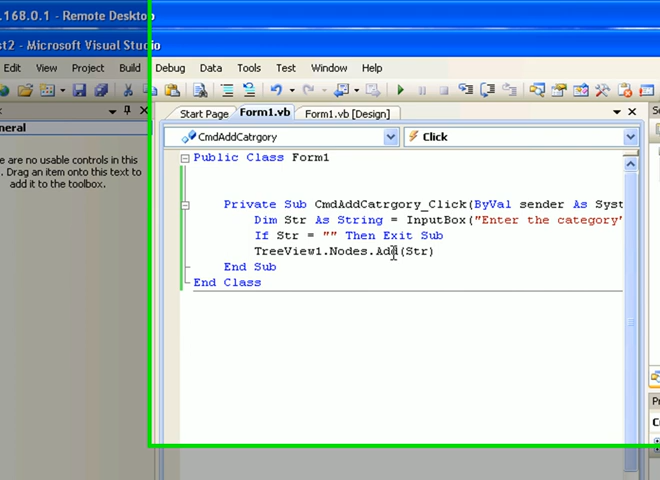 .168.0.1 - Remote Desktop
st2 - Microsoft Visual Studio
Edit View Project Build Debug Data Tools Test Window Help
Start Page Form1.vb Form1.vb [Design]
eneral
CmdAddCatrgory Click
e are no usable controls in this
. Drag an item onto this text to
add it to the toolbox.
Public Class Form1
Private Sub CmdAddCatrgory_Click(ByVal sender As Syst
Dim Str As String = InputBox("Enter the category"
If Str = "" Then Exit Sub
TreeView1.Nodes.Add(Str)
End Sub
End Class